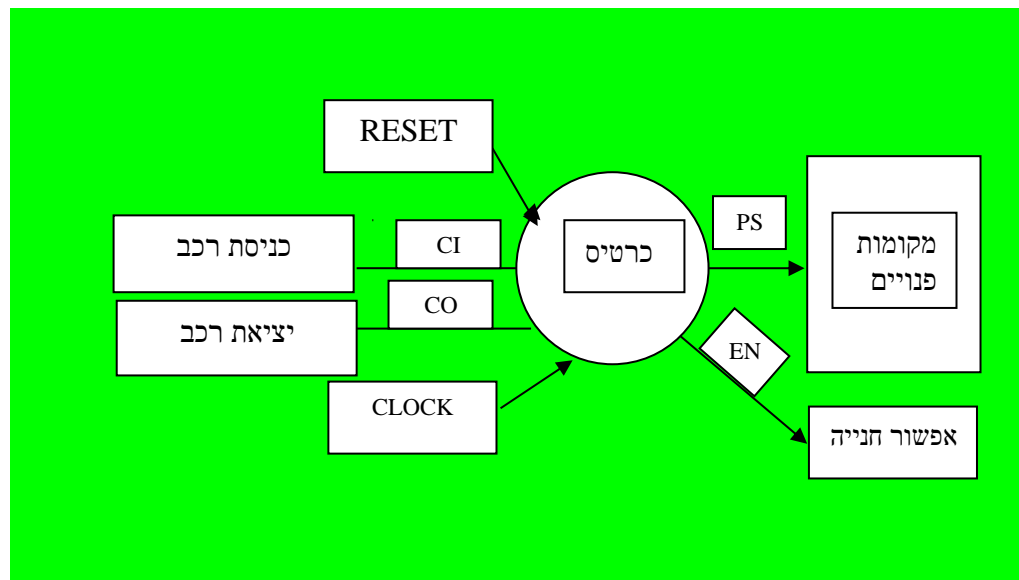 RESET
כניסת רכב
CI
כרטיס
PS
מקומות
פנויים
יציאת רכב
CO
EN
CLOCK
אפשור חנייה